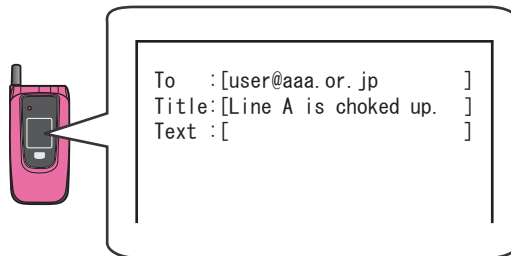 To   :[user@aaa.or.jp      ]
Title:[Line A is choked up.  ]
Text :[                    ]